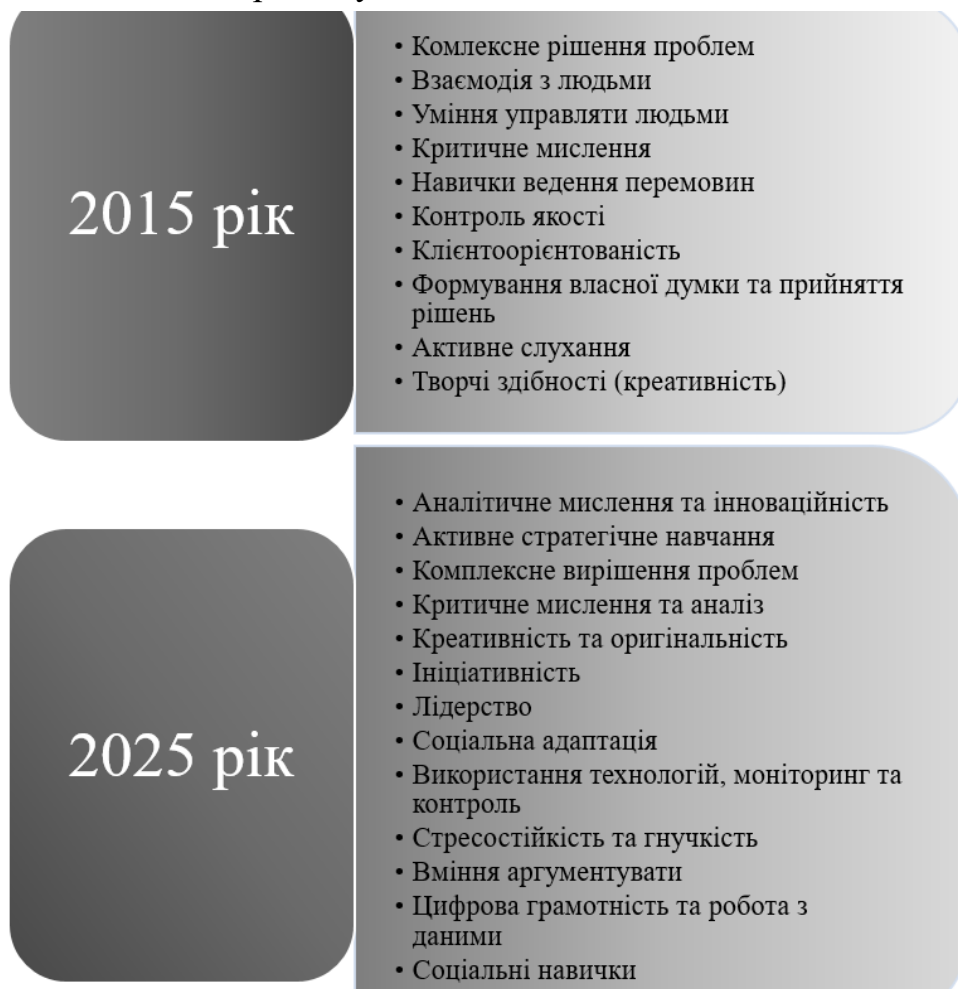 2015 рік
• Комлексне рішення проблем
• Взаємодія з людьми
• Уміння управляти людьми
• Критичне мислення
• Навички ведення перемовин
• Контроль якості
• Клієнтоорієнтованість
• Формування власної думки та прийняття
рішень
• Активне слухання
• Творчі здібності (креативність)
2025 рік
• Аналітичне мислення та інноваційність
• Активне стратегічне навчання
• Комплексне вирішення проблем
• Критичне мислення та аналіз
• Креативність та оригінальність
• Ініціативність
• Лідерство
• Соціальна адаптація
• Використання технологій, моніторинг та
контроль
• Стресостійкість та гнучкість
• Вміння аргументувати
• Цифрова грамотність та робота з
даними
• Соціальні навички